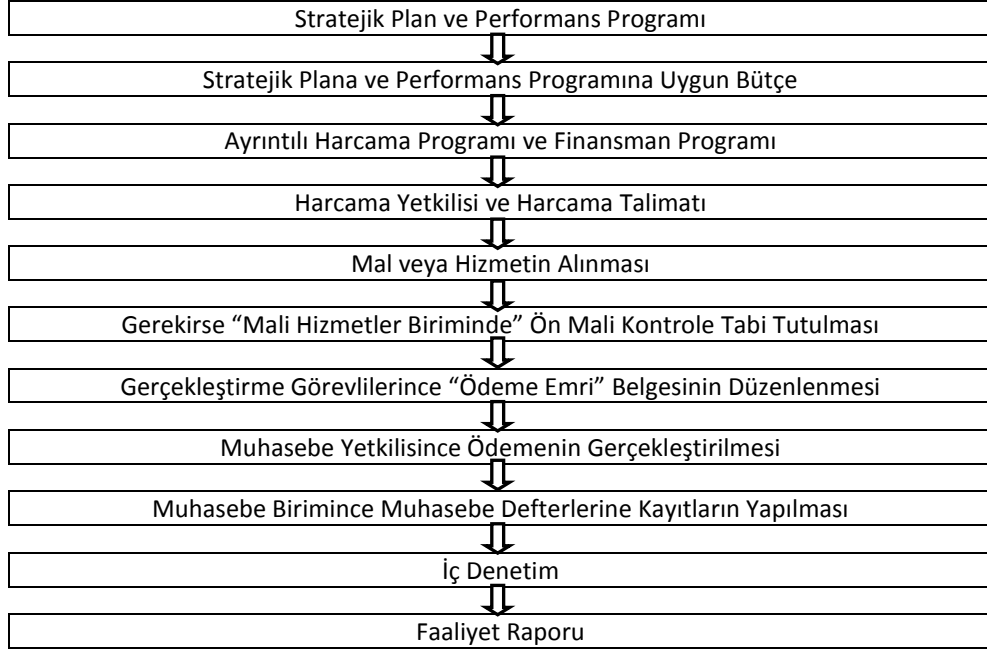 Stratejik Plan ve Performans Programı
Stratejik Plana ve Performans Programına Uygun Bütçe
Ayrıntılı Harcama Programı ve Finansman Programı
Harcama Yetkilisi ve Harcama Talimatı
Mal veya Hizmetin Alınması
Gerekirse “Mali Hizmetler Biriminde” Ön Mali Kontrole Tabi Tutulması
Gerçekleştirme Görevlilerince “Ödeme Emri” Belgesinin Düzenlenmesi
Muhasebe Yetkilisince Ödemenin Gerçekleştirilmesi
Muhasebe Birimince Muhasebe Defterlerine Kayıtların Yapılması
İç Denetim
Faaliyet Raporu